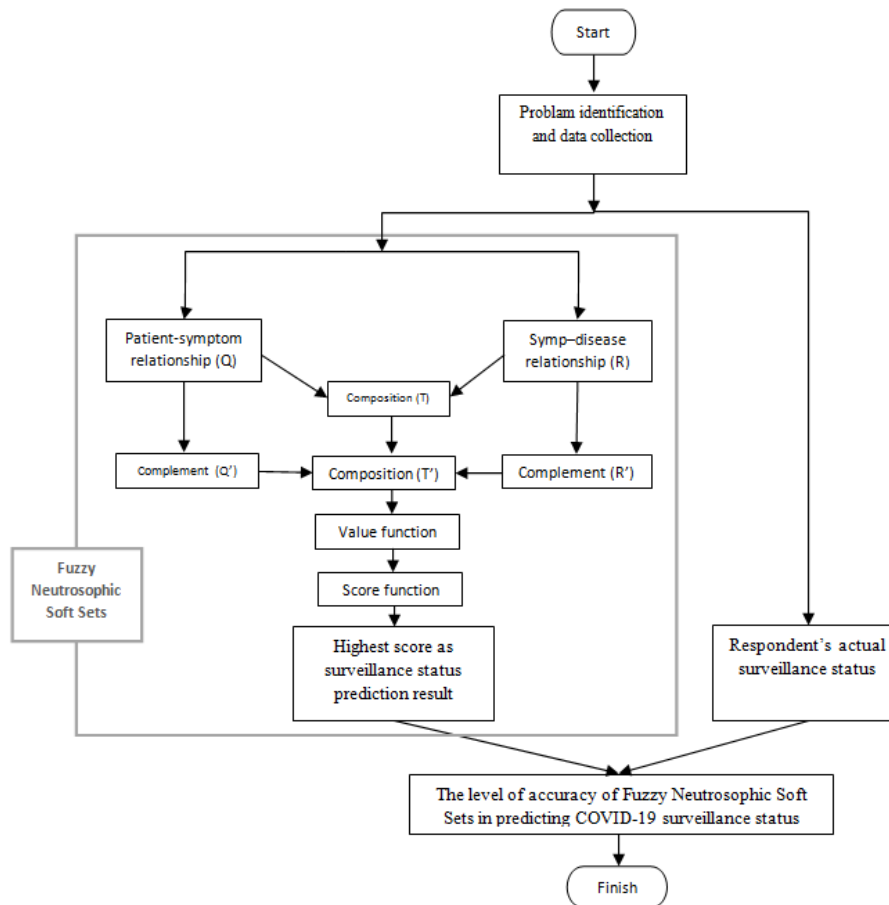 Start
Problam identification
and data collection
Patient-symptom
relationship (Q)
Symp–disease
relationship (R)
Composition (T)
Complement (Q’)
Composition (T’)
Complement (R’)
Value function
Fuzzy
Neutrosophic
Soft Sets
Score function
Highest score as
surveillance status
prediction result
Respondent’s actual
surveillance status
The level of accuracy of Fuzzy Neutrosophic Soft
Sets in predicting COVID-19 surveillance status
Finish